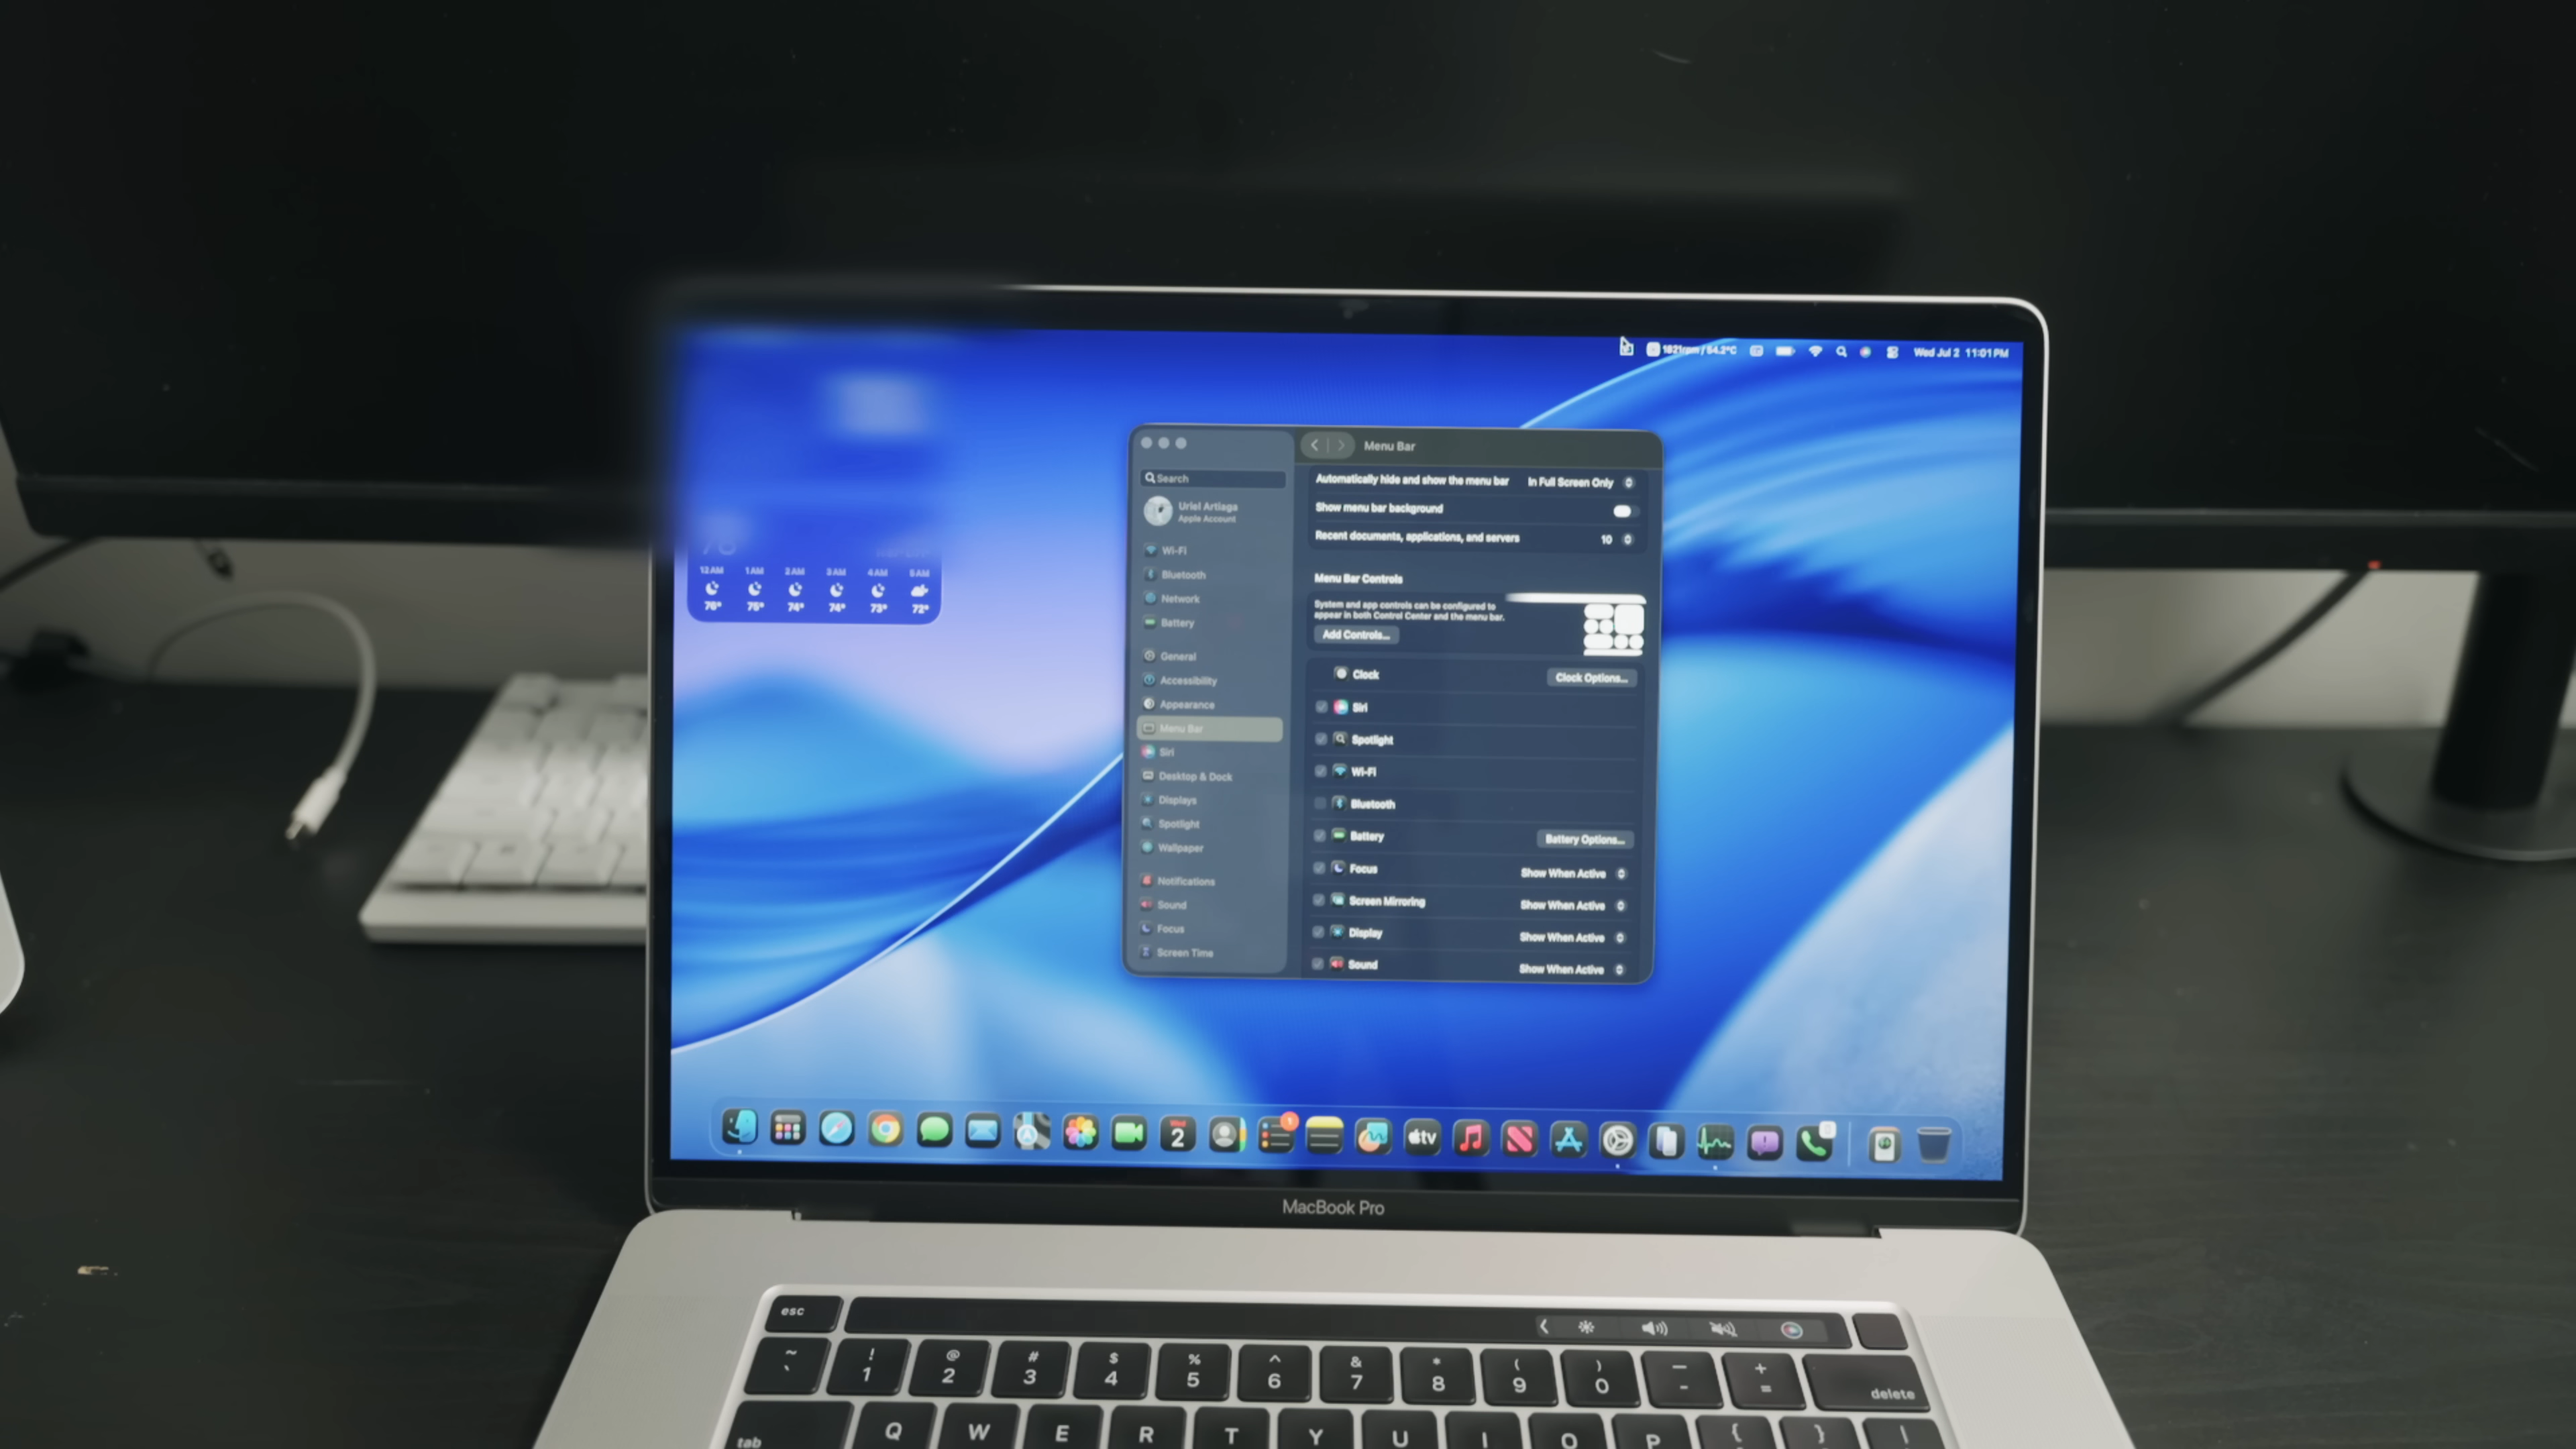 1821rpm / 54.2°C
Wed Jul 2 11:01 PM
12 AM 1 AM 2 AM 3 AM 4 AM 5 AM
76° 75° 74° 74° 73° 72°
Search
Uriel Artiaga
Apple Account
Wi-Fi
Bluetooth
Network
Battery
General
Accessibility
Appearance
Menu Bar
Siri
Desktop & Dock
Displays
Spotlight
Wallpaper
Notifications
Sound
Focus
Screen Time
Menu Bar
Automatically hide and show the menu bar In Full Screen Only
Show menu bar background
Recent documents, applications, and servers 10
Menu Bar Controls
System and app controls can be configured to
appear in both Control Center and the menu bar.
Add Controls...
Clock Clock Options...
Siri
Spotlight
Wi-Fi
Bluetooth
Battery Battery Options...
Focus Show When Active
Screen Mirroring Show When Active
Display Show When Active
Sound Show When Active
2
1
tv
MacBook Pro
esc
~ ! @ # $ % ^ & * ( ) — +
` 1 2 3 4 5 6 7 8 9 0 - = delete
tab Q W E R T Y U I O P { } |